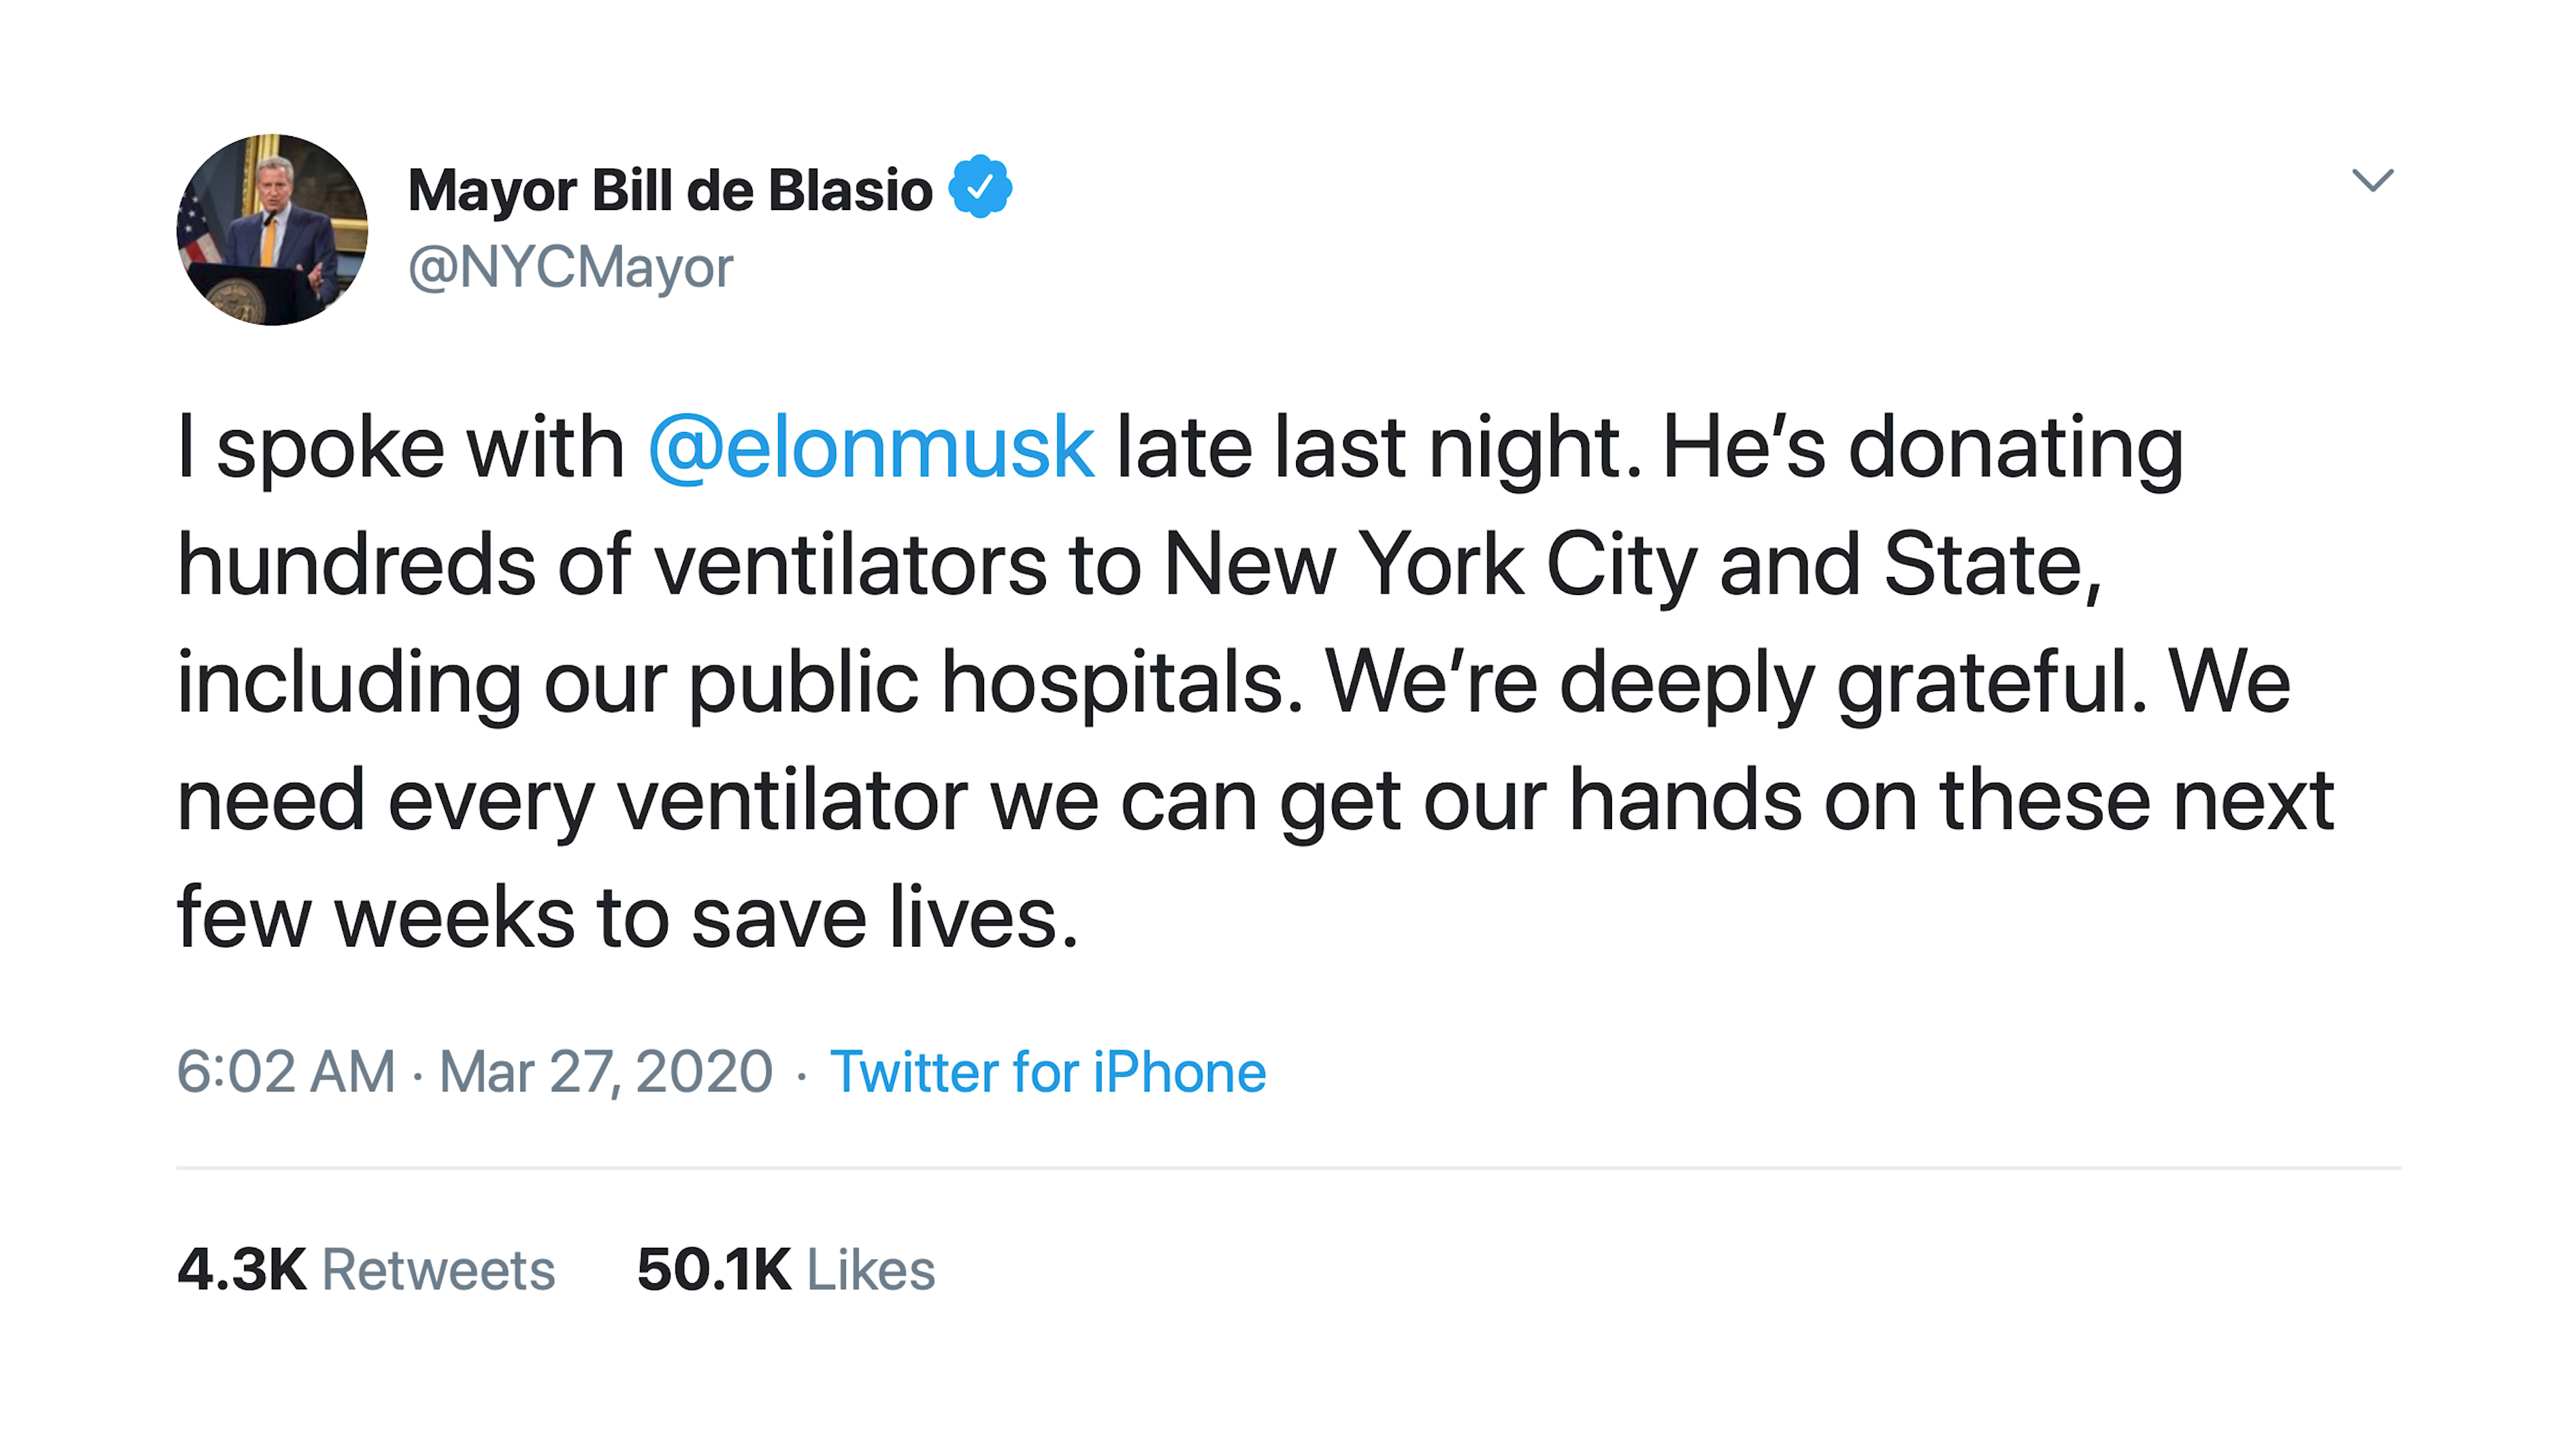 Mayor Bill de Blasio
@NYCMayor
I spoke with @elonmusk late last night. He’s donating
hundreds of ventilators to New York City and State,
including our public hospitals. We’re deeply grateful. We
need every ventilator we can get our hands on these next
few weeks to save lives.
6:02 AM · Mar 27, 2020 · Twitter for iPhone
4.3K Retweets 50.1K Likes